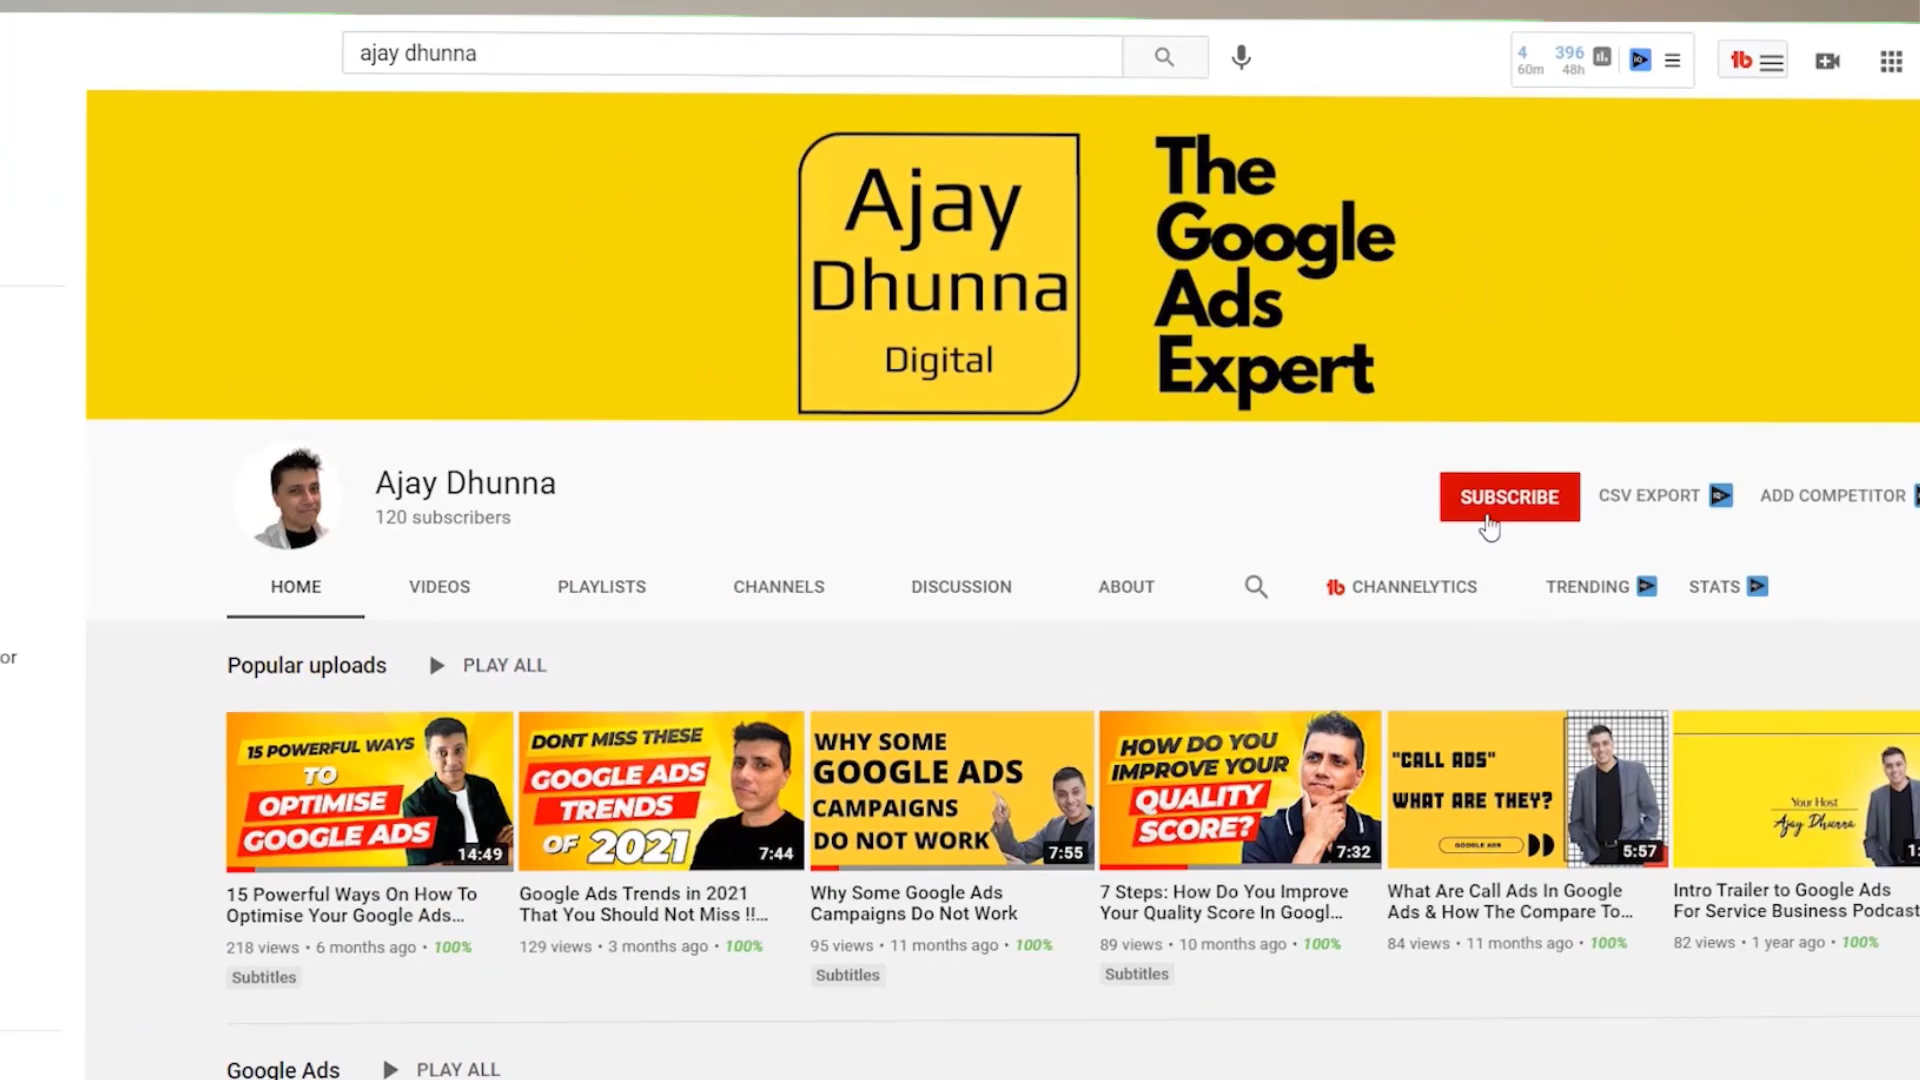 ajay dhunna
4 396
60m 48h
Ajay
Dhunna
Digital
The
Google
Ads
Expert
Ajay Dhunna
120 subscribers
SUBSCRIBE
CSV EXPORT
ADD COMPETITOR
HOME VIDEOS PLAYLISTS CHANNELS DISCUSSION ABOUT CHANNELYTICS TRENDING STATS
or
Popular uploads PLAY ALL
15 POWERFUL WAYS
TO
OPTIMISE
GOOGLE ADS
14:49
DONT MISS THESE
GOOGLE ADS
TRENDS
OF 2021
7:44
WHY SOME
GOOGLE ADS
CAMPAIGNS
DO NOT WORK
7:55
HOW DO YOU
IMPROVE YOUR
QUALITY
SCORE?
7:32
"CALL ADS"
WHAT ARE THEY?
GOOGLE ADS
5:57
Your Host
Ajay Dhunna
15 Powerful Ways On How To
Optimise Your Google Ads...
218 views • 6 months ago • 100%
Subtitles
Google Ads Trends in 2021
That You Should Not Miss !!...
129 views • 3 months ago • 100%
Why Some Google Ads
Campaigns Do Not Work
95 views • 11 months ago • 100%
Subtitles
7 Steps: How Do You Improve
Your Quality Score In Googl...
89 views • 10 months ago • 100%
Subtitles
What Are Call Ads In Google
Ads & How The Compare To...
84 views • 11 months ago • 100%
Intro Trailer to Google Ads
For Service Business Podcast
82 views • 1 year ago • 100%
Google Ads PLAY ALL